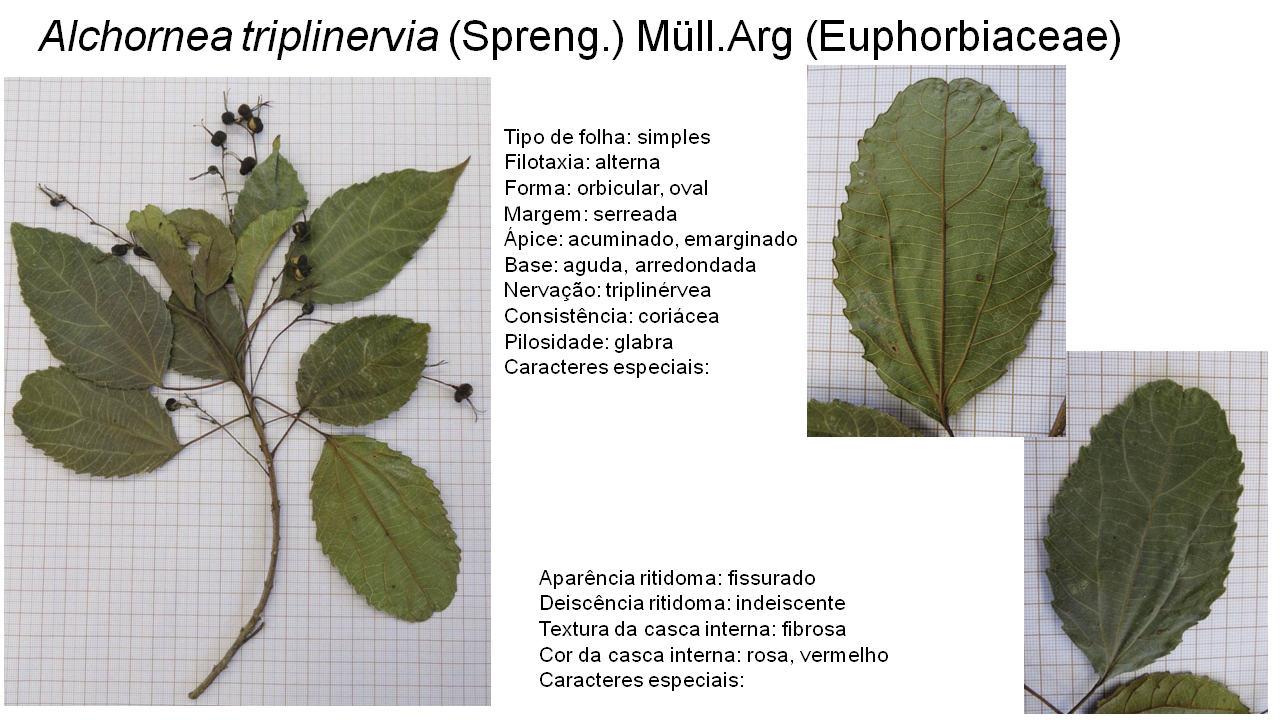 Alchornea triplinervia (Spreng.) Müll.Arg (Euphorbiaceae)
Tipo de folha: simples
Filotaxia: alterna
Forma: orbicular, oval
Margem: serreada
Ápice: acuminado, emarginado
Base: aguda, arredondada
Nervação: triplinérvea
Consistência: coriácea
Pilosidade: glabra
Caracteres especiais:
Aparência ritidoma: fissurado
Deiscência ritidoma: indeiscente
Textura da casca interna: fibrosa
Cor da casca interna: rosa, vermelho
Caracteres especiais: